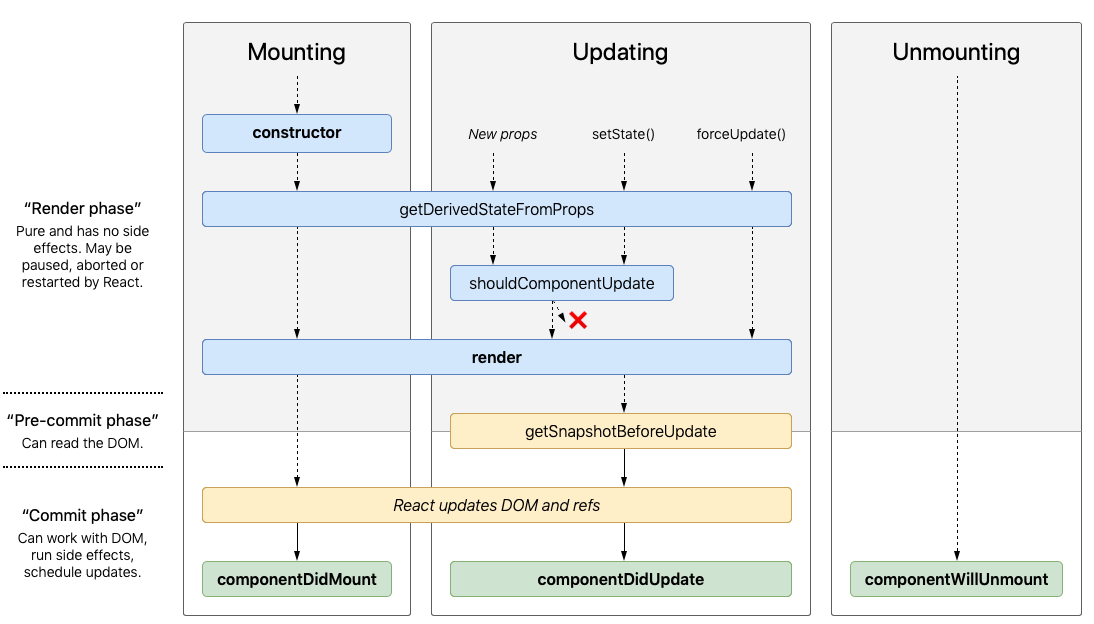 Mounting
Updating
Unmounting
constructor
New props
setState()
forceUpdate()
“Render phase”
Pure and has no side
effects. May be
paused, aborted or
restarted by React.
getDerivedStateFromProps
shouldComponentUpdate
render
“Pre-commit phase”
Can read the DOM.
getSnapshotBeforeUpdate
“Commit phase”
Can work with DOM,
run side effects,
schedule updates.
React updates DOM and refs
componentDidMount
componentDidUpdate
componentWillUnmount